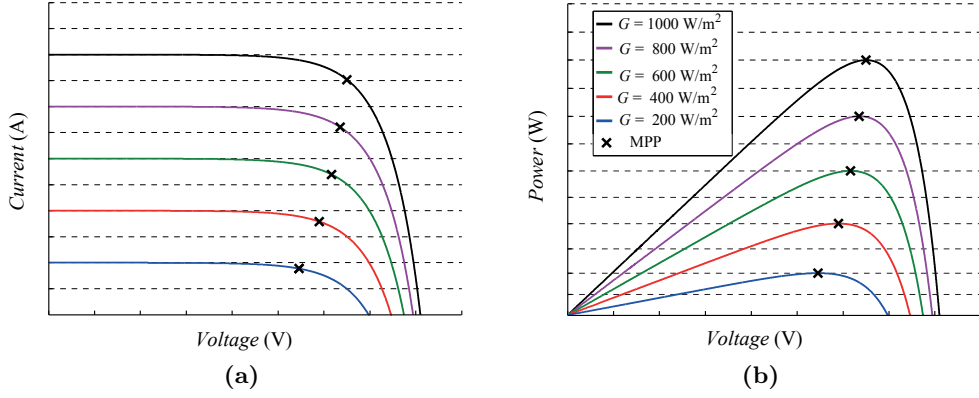 Current (A)
Voltage (V)
(a)
Power (W)
G = 1000 W/m²
G = 800 W/m²
G = 600 W/m²
G = 400 W/m²
G = 200 W/m²
MPP
Voltage (V)
(b)